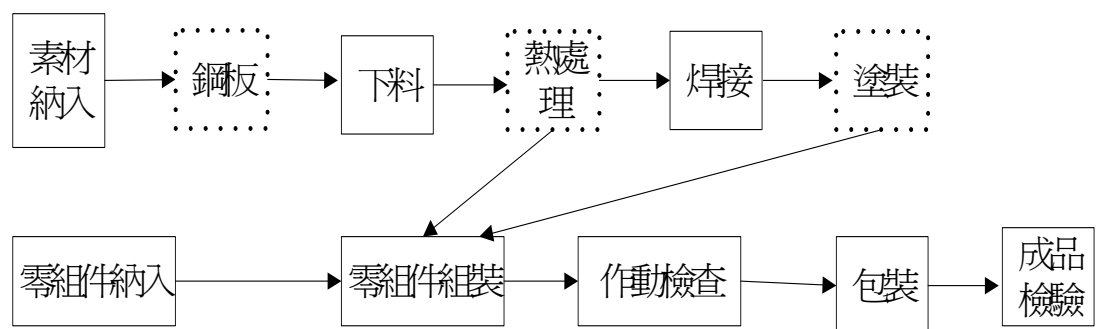 素材
納入
鋼板
下料
熱處
理
焊接
塗裝
零組件納入
零組件組裝
作動檢查
包裝
成品
檢驗